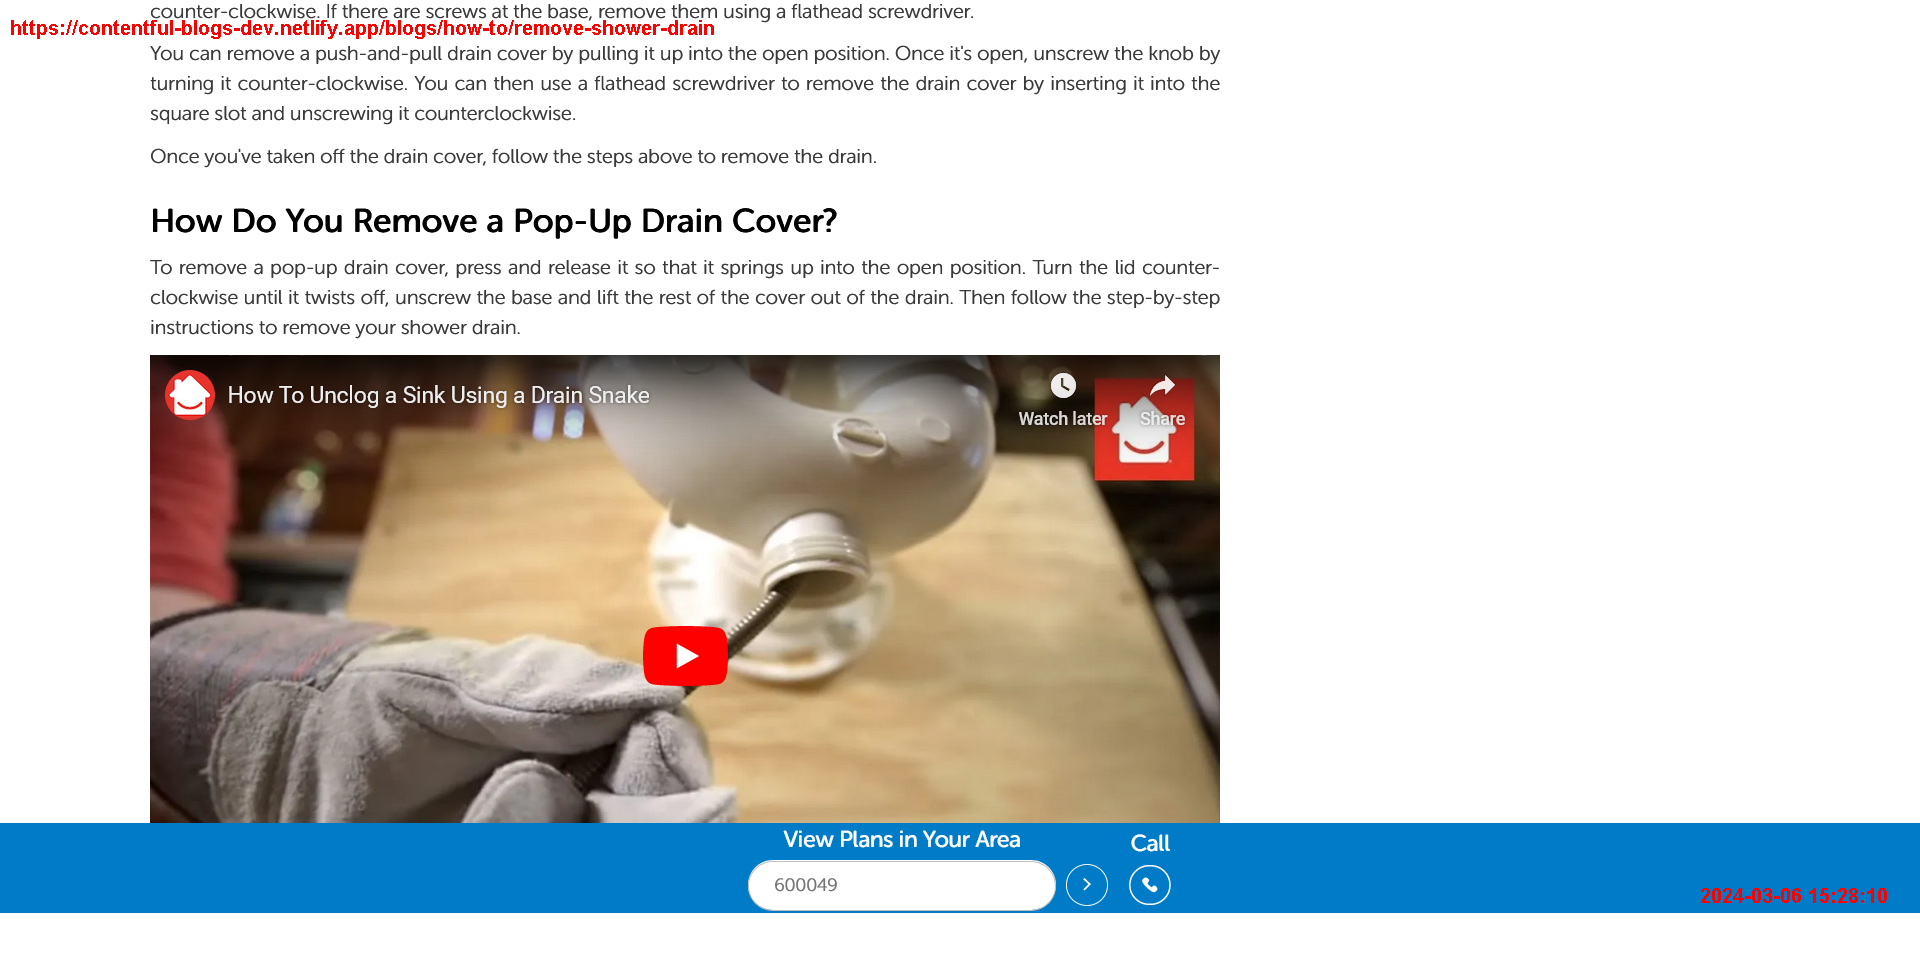 counter-clockwise. If there are screws at the base, remove them using a flathead screwdriver.
https://contentful-blogs-dev.netlify.app/blogs/how-to/remove-shower-drain
You can remove a push-and-pull drain cover by pulling it up into the open position. Once it's open, unscrew the knob by
turning it counter-clockwise. You can then use a flathead screwdriver to remove the drain cover by inserting it into the
square slot and unscrewing it counterclockwise.
Once you've taken off the drain cover, follow the steps above to remove the drain.
How Do You Remove a Pop-Up Drain Cover?
To remove a pop-up drain cover, press and release it so that it springs up into the open position. Turn the lid counter-
clockwise until it twists off, unscrew the base and lift the rest of the cover out of the drain. Then follow the step-by-step
instructions to remove your shower drain.
How To Unclog a Sink Using a Drain Snake
Watch later
Share
View Plans in Your Area
Call
600049
2024-03-06 15:28:10